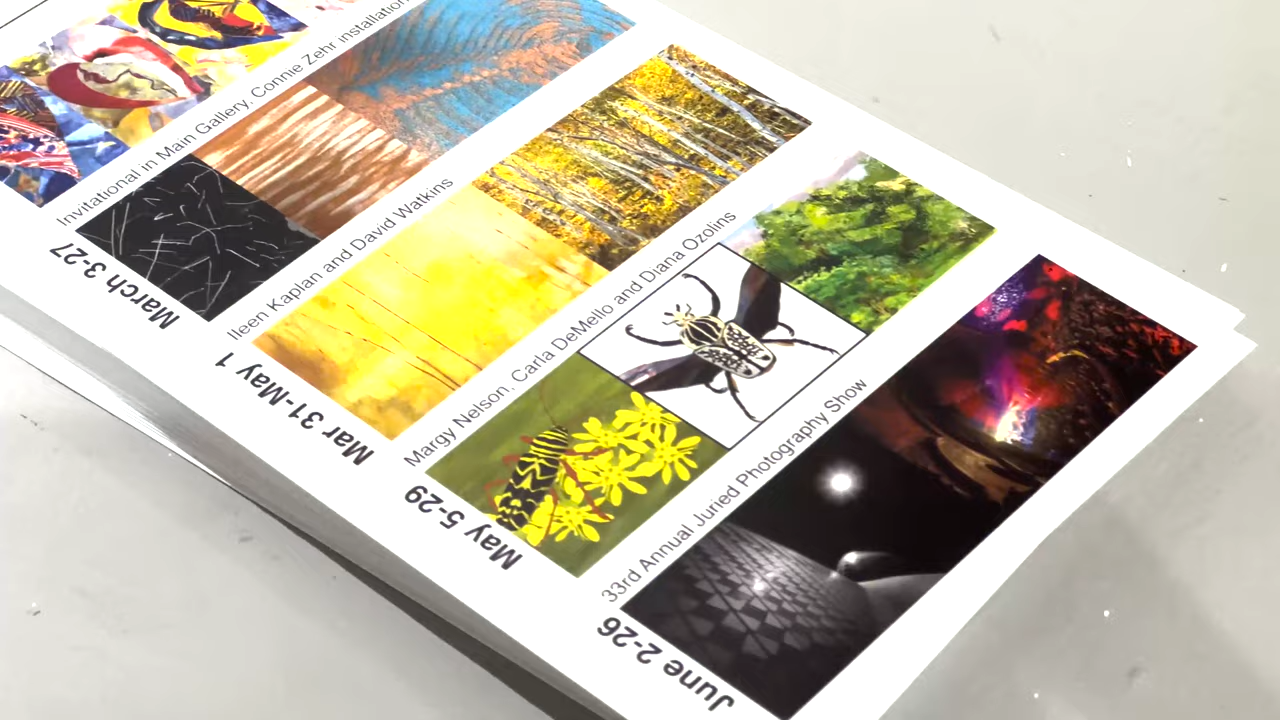 March 3-27
Invitational in Main Gallery, Connie Zehr installation
Mar 31-May 1
Ileen Kaplan and David Watkins
May 5-29
Margy Nelson, Carla DeMello and Diana Ozolins
June 2-26
33rd Annual Juried Photography Show